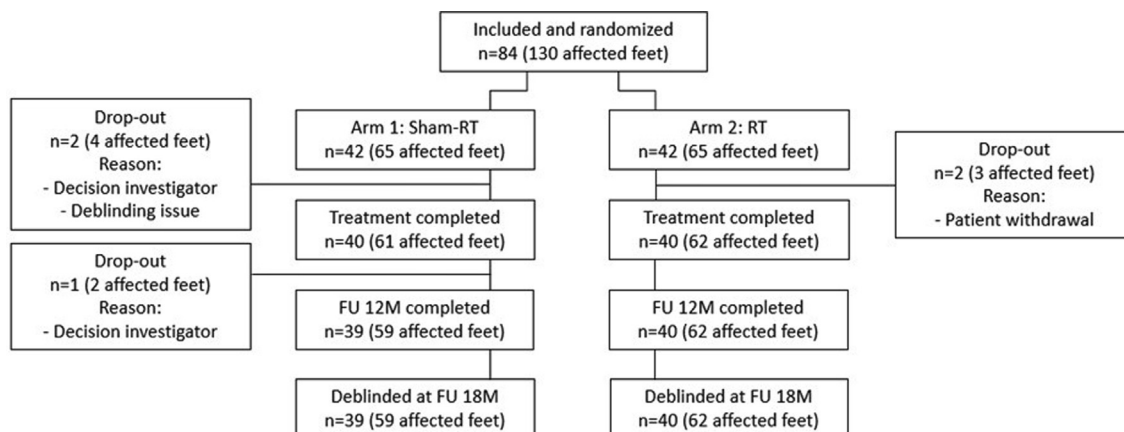 Included and randomized
n=84 (130 affected feet)
Drop-out
n=2 (4 affected feet)
Reason:
- Decision investigator
- Deblinding issue
Arm 1: Sham-RT
n=42 (65 affected feet)
Arm 2: RT
n=42 (65 affected feet)
Drop-out
n=2 (3 affected feet)
Reason:
- Patient withdrawal
Treatment completed
n=40 (61 affected feet)
Treatment completed
n=40 (62 affected feet)
Drop-out
n=1 (2 affected feet)
Reason:
- Decision investigator
FU 12M completed
n=39 (59 affected feet)
FU 12M completed
n=40 (62 affected feet)
Deblinded at FU 18M
n=39 (59 affected feet)
Deblinded at FU 18M
n=40 (62 affected feet)